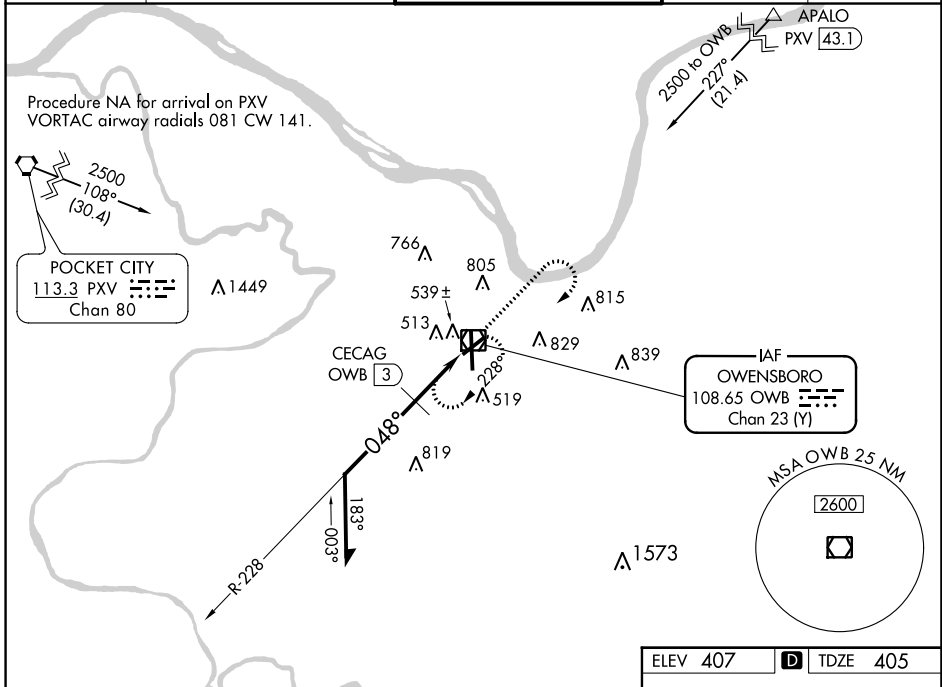 APALO
PXV 43.1
2500 to OWB
227°
(21.4)
Procedure NA for arrival on PXV
VORTAC airway radials 081 CW 141.
2500
108°
(30.4)
POCKET CITY
113.3 PXV
Chan 80
1449
766
805
539±
513
815
829
839
CECAG
OWB 3
228°
519
IAF
OWENSBORO
108.65 OWB
Chan 23 (Y)
048°
819
183°
003°
R-228
MSA OWB 25 NM
2600
1573
ELEV 407 D TDZE 405